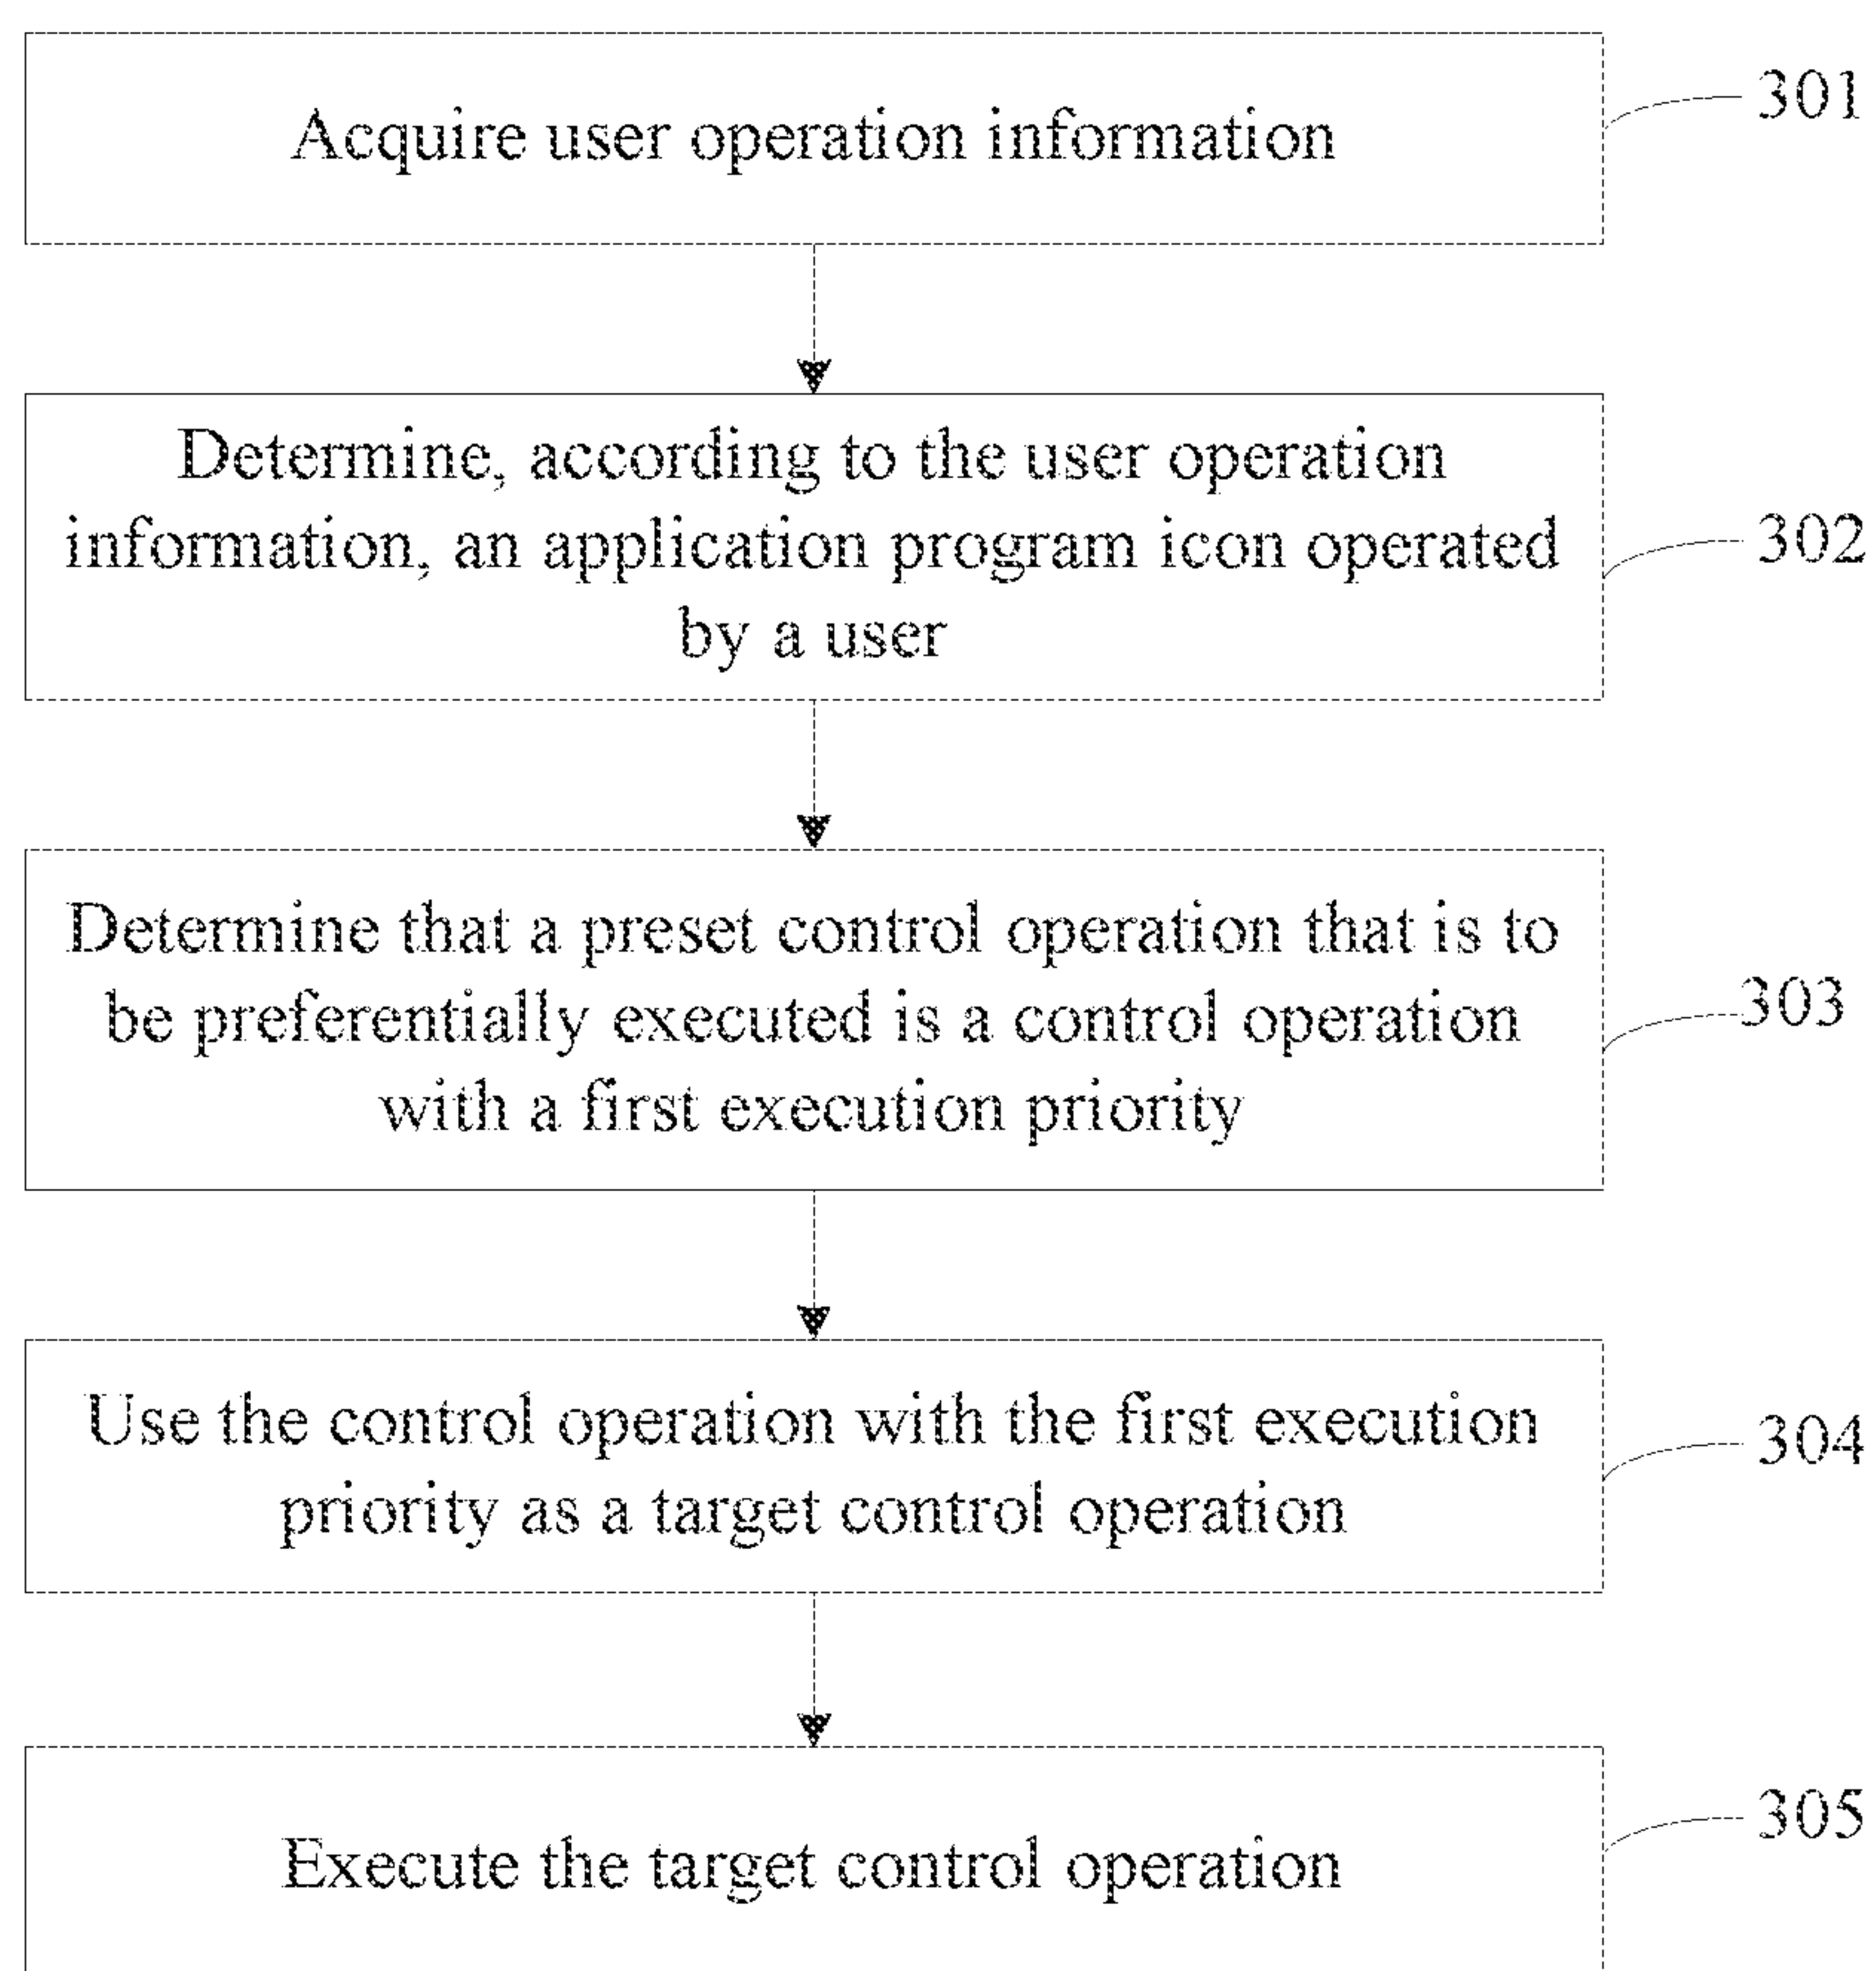 Acquire user operation information
301
Determine, according to the user operation
information, an application program icon operated
by a user
302
Determine that a preset control operation that is to
be preferentially executed is a control operation
with a first execution priority
303
Use the control operation with the first execution
priority as a target control operation
304
Execute the target control operation
305